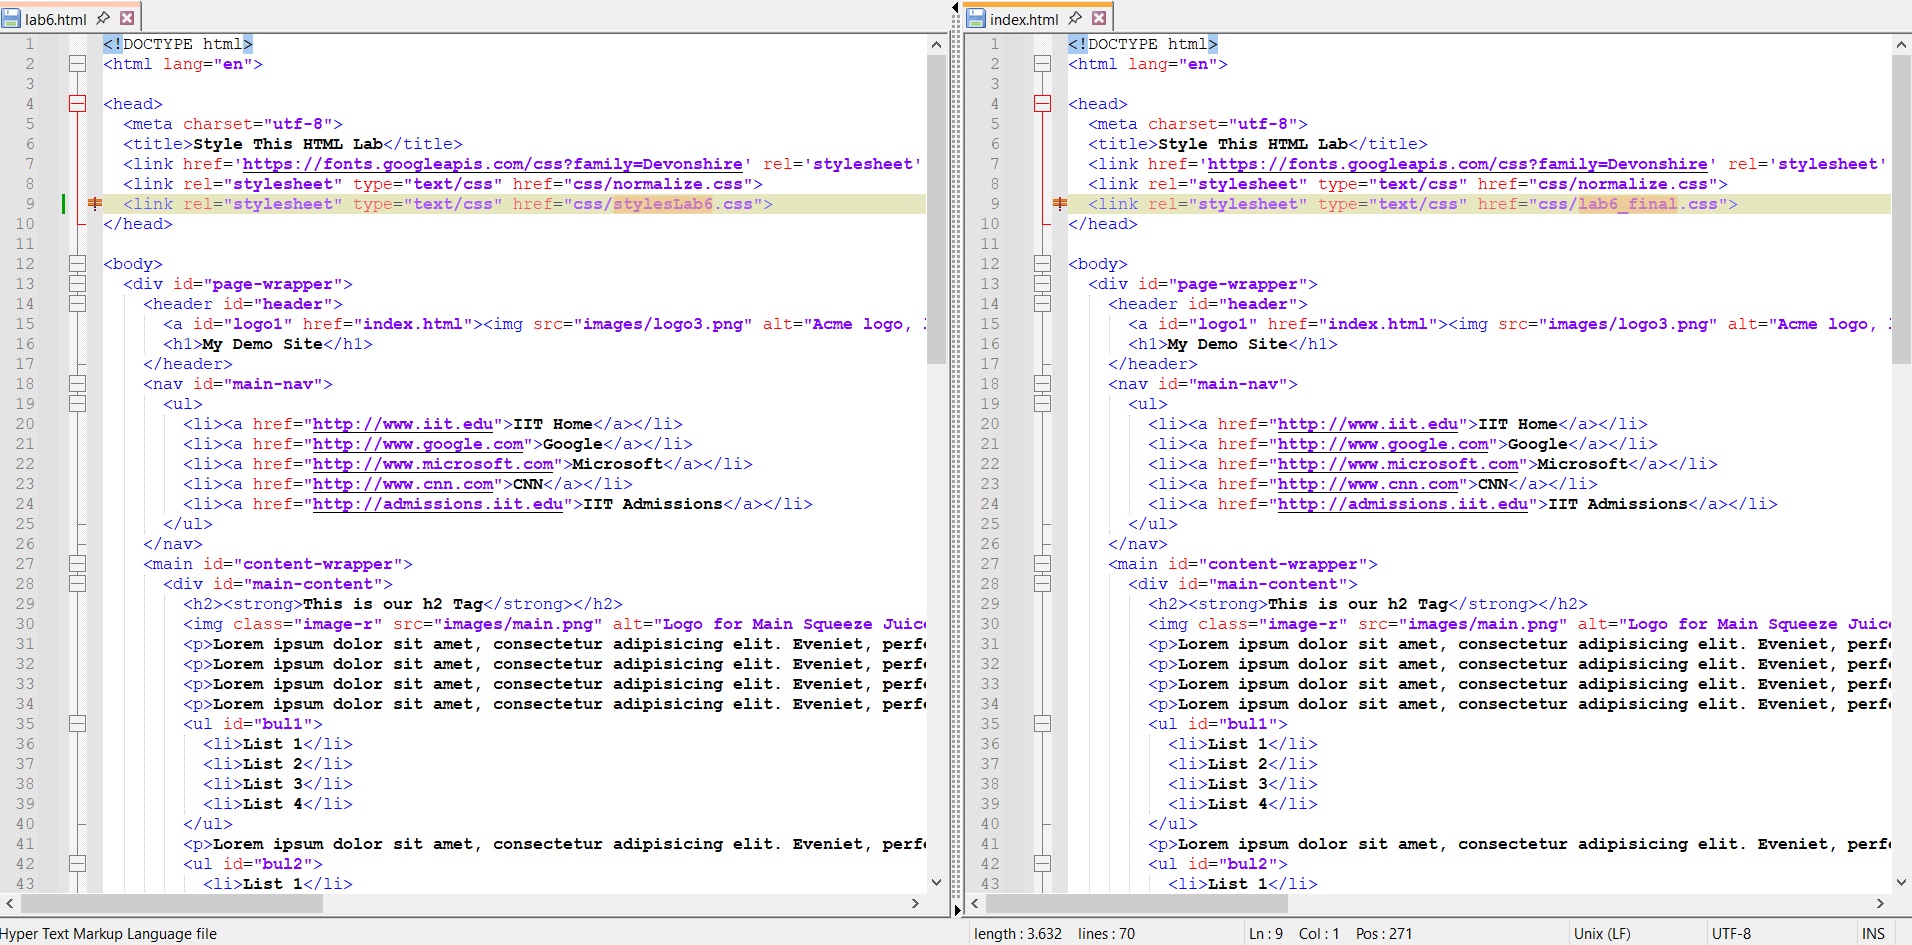 lab6.html
1 <!DOCTYPE html>
2 <html lang="en">
3
4 <head>
5 <meta charset="utf-8">
6 <title>Style This HTML Lab</title>
7 <link href='https://fonts.googleapis.com/css?family=Devonshire' rel='stylesheet'
8 <link rel="stylesheet" type="text/css" href="css/normalize.css">
9 <link rel="stylesheet" type="text/css" href="css/stylesLab6.css">
10 </head>
11
12 <body>
13 <div id="page-wrapper">
14 <header id="header">
15 <a id="logo1" href="index.html"><img src="images/logo3.png" alt="Acme logo,
16 <h1>My Demo Site</h1>
17 </header>
18 <nav id="main-nav">
19 <ul>
20 <li><a href="http://www.iit.edu">IIT Home</a></li>
21 <li><a href="http://www.google.com">Google</a></li>
22 <li><a href="http://www.microsoft.com">Microsoft</a></li>
23 <li><a href="http://www.cnn.com">CNN</a></li>
24 <li><a href="http://admissions.iit.edu">IIT Admissions</a></li>
25 </ul>
26 </nav>
27 <main id="content-wrapper">
28 <div id="main-content">
29 <h2><strong>This is our h2 Tag</strong></h2>
30 <img class="image-r" src="images/main.png" alt="Logo for Main Squeeze Juice
31 <p>Lorem ipsum dolor sit amet, consectetur adipisicing elit. Eveniet, perfe
32 <p>Lorem ipsum dolor sit amet, consectetur adipisicing elit. Eveniet, perfe
33 <p>Lorem ipsum dolor sit amet, consectetur adipisicing elit. Eveniet, perfe
34 <p>Lorem ipsum dolor sit amet, consectetur adipisicing elit. Eveniet, perfe
35 <ul id="bul1">
36 <li>List 1</li>
37 <li>List 2</li>
38 <li>List 3</li>
39 <li>List 4</li>
40 </ul>
41 <p>Lorem ipsum dolor sit amet, consectetur adipisicing elit. Eveniet, perfe
42 <ul id="bul2">
43 <li>List 1</li>
index.html
1 <!DOCTYPE html>
2 <html lang="en">
3
4 <head>
5 <meta charset="utf-8">
6 <title>Style This HTML Lab</title>
7 <link href='https://fonts.googleapis.com/css?family=Devonshire' rel='stylesheet'
8 <link rel="stylesheet" type="text/css" href="css/normalize.css">
9 <link rel="stylesheet" type="text/css" href="css/lab6_final.css">
10 </head>
11
12 <body>
13 <div id="page-wrapper">
14 <header id="header">
15 <a id="logo1" href="index.html"><img src="images/logo3.png" alt="Acme logo,
16 <h1>My Demo Site</h1>
17 </header>
18 <nav id="main-nav">
19 <ul>
20 <li><a href="http://www.iit.edu">IIT Home</a></li>
21 <li><a href="http://www.google.com">Google</a></li>
22 <li><a href="http://www.microsoft.com">Microsoft</a></li>
23 <li><a href="http://www.cnn.com">CNN</a></li>
24 <li><a href="http://admissions.iit.edu">IIT Admissions</a></li>
25 </ul>
26 </nav>
27 <main id="content-wrapper">
28 <div id="main-content">
29 <h2><strong>This is our h2 Tag</strong></h2>
30 <img class="image-r" src="images/main.png" alt="Logo for Main Squeeze Juice
31 <p>Lorem ipsum dolor sit amet, consectetur adipisicing elit. Eveniet, perfe
32 <p>Lorem ipsum dolor sit amet, consectetur adipisicing elit. Eveniet, perfe
33 <p>Lorem ipsum dolor sit amet, consectetur adipisicing elit. Eveniet, perfe
34 <p>Lorem ipsum dolor sit amet, consectetur adipisicing elit. Eveniet, perfe
35 <ul id="bul1">
36 <li>List 1</li>
37 <li>List 2</li>
38 <li>List 3</li>
39 <li>List 4</li>
40 </ul>
41 <p>Lorem ipsum dolor sit amet, consectetur adipisicing elit. Eveniet, perfe
42 <ul id="bul2">
43 <li>List 1</li>
Hyper Text Markup Language file length : 3.632 lines : 70 Ln : 9 Col : 1 Pos : 271 Unix (LF) UTF-8 INS